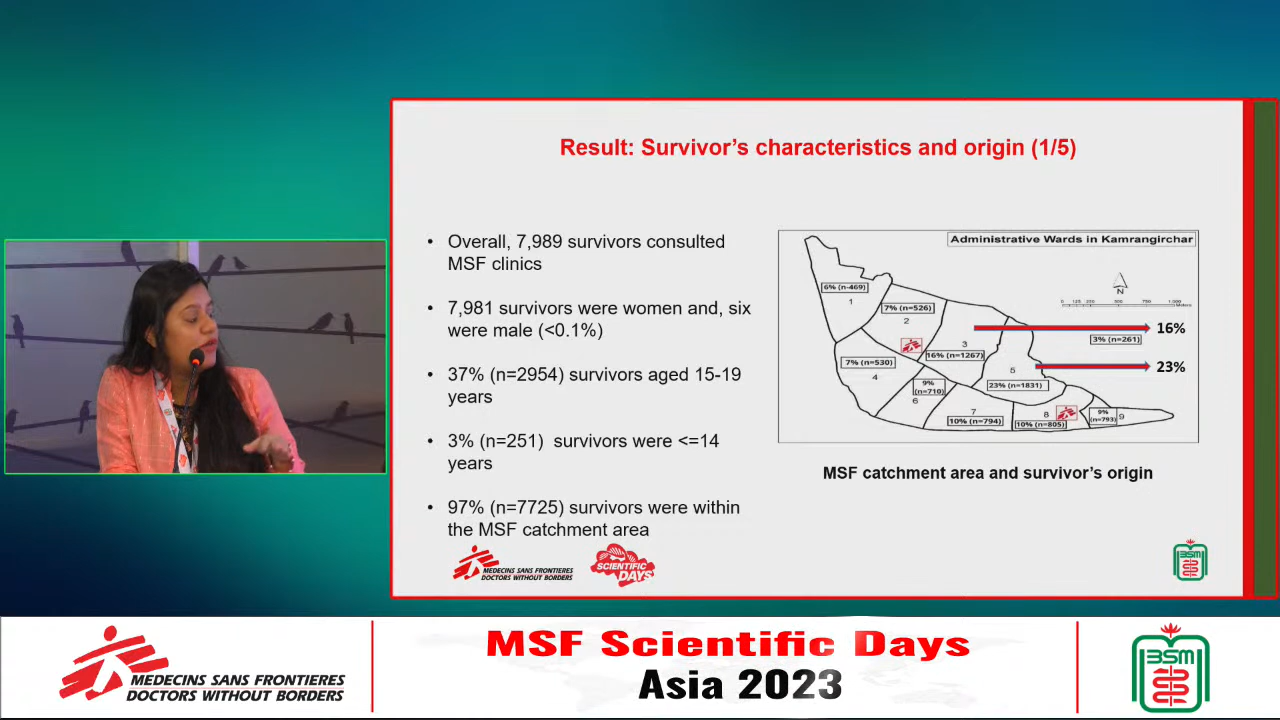 Result: Survivor's characteristics and origin (1/5)
• Overall, 7,989 survivors consulted
MSF clinics
• 7,981 survivors were women and, six
were male (<0.1%)
• 37% (n=2954) survivors aged 15-19
years
• 3% (n=251) survivors were <=14
years
• 97% (n=7725) survivors were within
the MSF catchment area
Administrative Wards in Kamrangirchar
N
6% (n-469)
1
7% (n=526)
2
3
16% (n=1267)
7% (n=530)
4
5
23% (n=1831)
9%
(n=710)
6
7
10% (n=794)
8
10% (n=805)
9%
(n=793)
9
16%
3% (n=261)
23%
MSF catchment area and survivor's origin
MEDECINS SANS FRONTIERES
DOCTORS WITHOUT BORDERS
SCIENTIFIC
DAYS
BSM
MEDECINS SANS FRONTIERES
DOCTORS WITHOUT BORDERS
MSF Scientific Days
Asia 2023
BSM